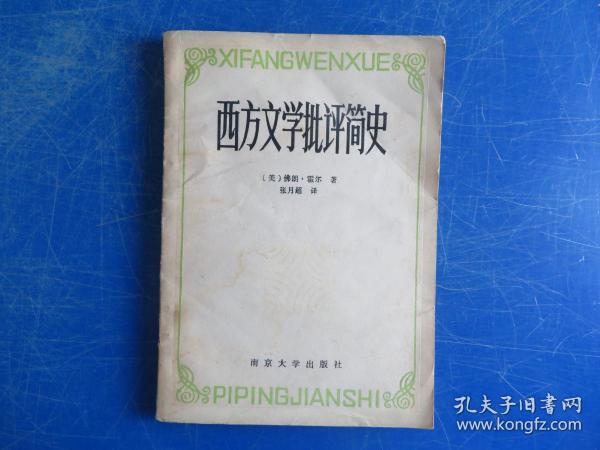 XIFANGWENXUE
西方文学批评简史
〔美〕佛朗·霍尔 著
张月超 译
南京大学出版社
PIPINGJIANSHI
孔夫子旧书网
www.kongfz.com